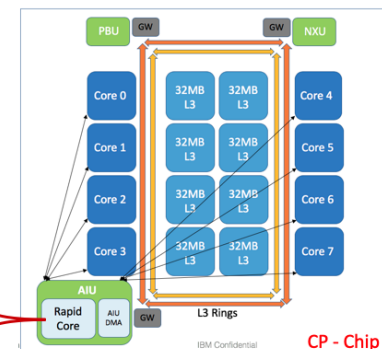 PBU
GW
GW
NXU
Core 0
32MB
L3
32MB
L3
Core 4
Core 1
32MB
L3
32MB
L3
Core 5
Core 2
32MB
L3
32MB
L3
Core 6
Core 3
32MB
L3
32MB
L3
Core 7
AIU
Rapid
Core
AIU
DMA
GW
L3 Rings
IBM Confidential
CP - Chip